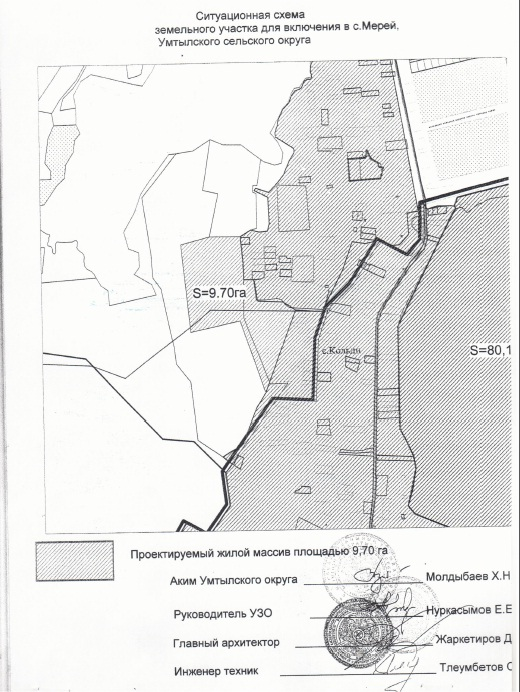 Ситуационная схема
земельного участка для включения в с.Мерей,
Умтылского сельского округа
S=9.70га
S=80,1
Проектируемый жилой массив площадью 9,70 га
Аким Умтылского округа Молдыбаев Х.Н
Руководитель УЗО Нуркасымов Е.Е
Главный архитектор Жаркетиров Д
Инженер техник Тлеумбетов С